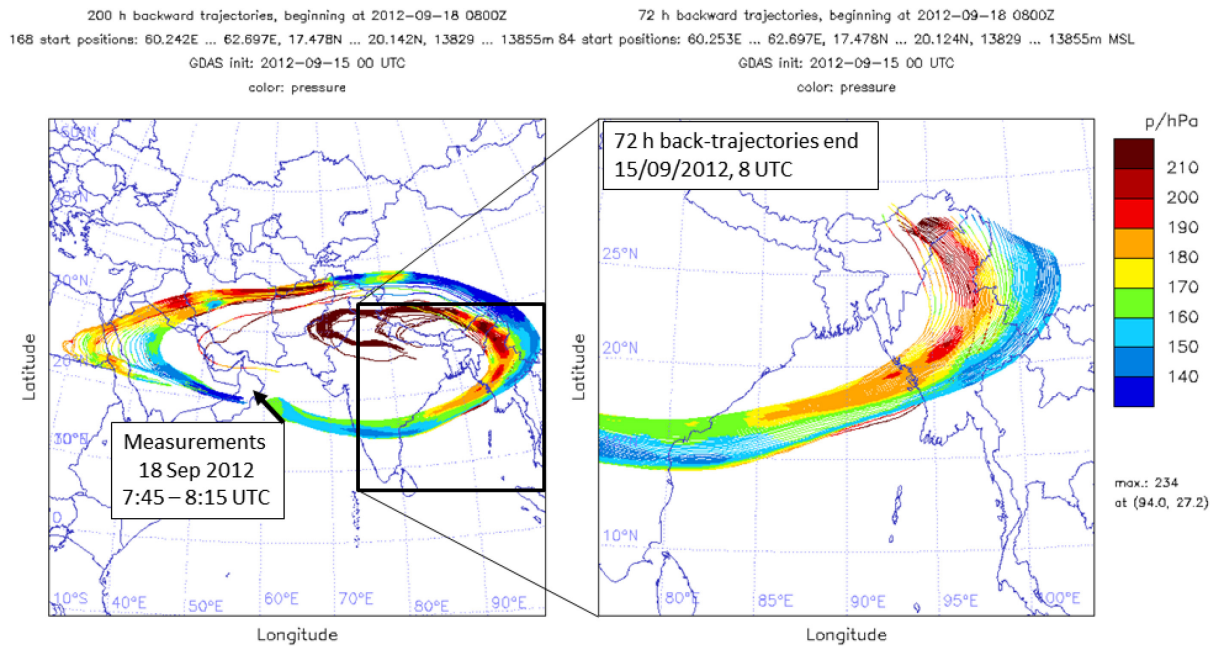 200 h backward trajectories, beginning at 2012-09-18 0800Z
168 start positions: 60.242E ... 62.697E, 17.478N ... 20.142N, 13829 ... 13855m
GDAS init: 2012-09-15 00 UTC
color: pressure
72 h backward trajectories, beginning at 2012-09-18 0800Z
84 start positions: 60.253E ... 62.697E, 17.478N ... 20.124N, 13829 ... 13855m MSL
GDAS init: 2012-09-15 00 UTC
color: pressure
20°N
30°E
0
10°S
40°E
50°E
60°E
70°E
80°E
90°E
Latitude
Longitude
Measurements
18 Sep 2012
7:45 – 8:15 UTC
72 h back-trajectories end
15/09/2012, 8 UTC
25°N
20°N
10°N
80°E
85°E
90°E
95°E
100°E
Latitude
Longitude
p/hPa
210
200
190
180
170
160
150
140
max.: 234
at (94.0, 27.2)